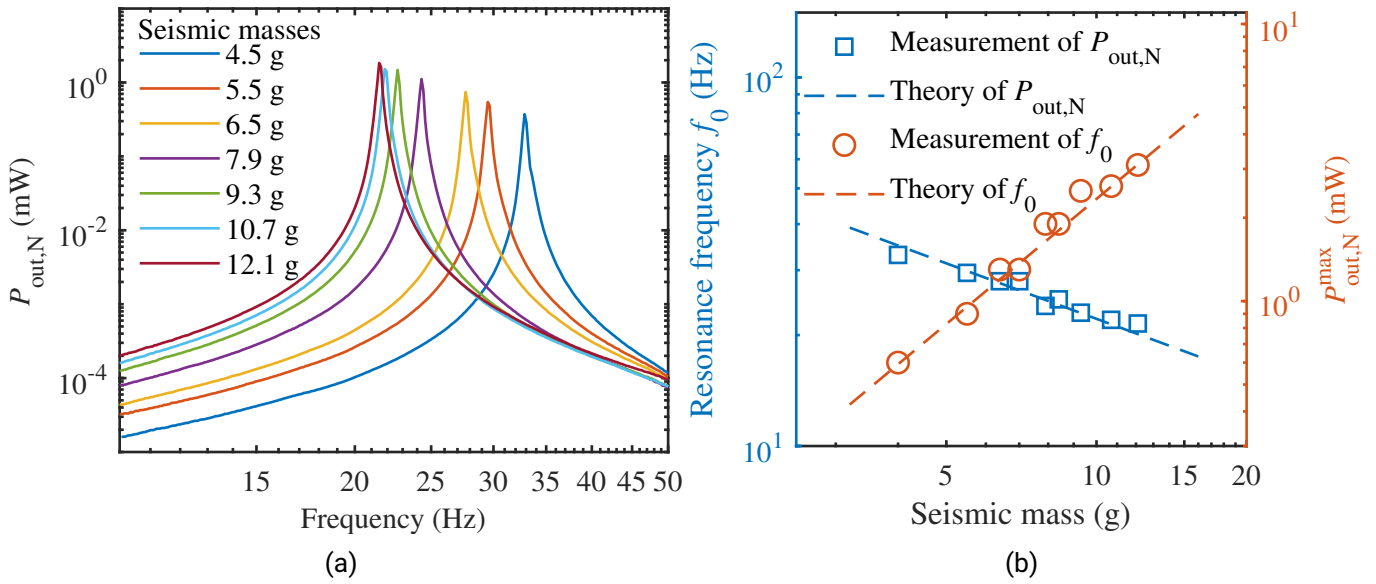 Seismic masses
4.5 g
5.5 g
6.5 g
7.9 g
9.3 g
10.7 g
12.1 g
10^0
10^-2
10^-4
P_out,N (mW)
15 20 25 30 35 40 45 50
Frequency (Hz)
(a)
Measurement of P_out,N
Theory of P_out,N
Measurement of f_0
Theory of f_0
10^2
10^1
Resonance frequency f_0 (Hz)
10^1
10^0
P_out,N^max (mW)
5 10 15 20
Seismic mass (g)
(b)